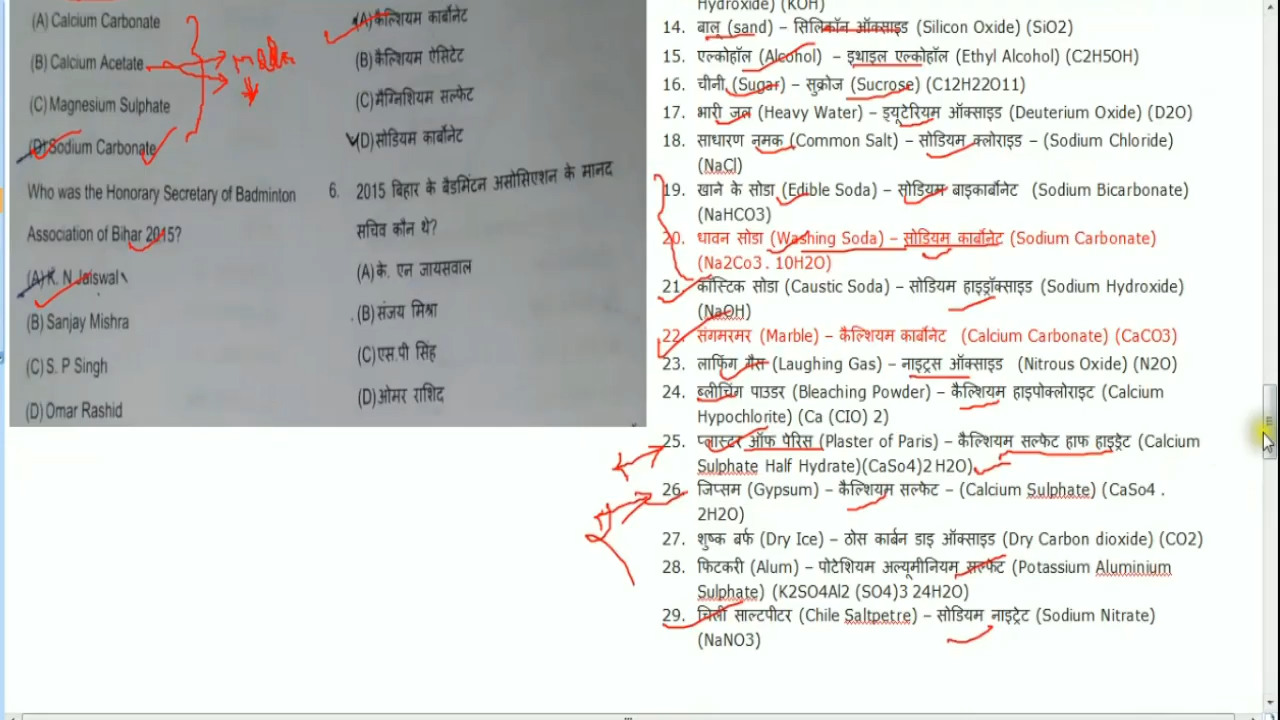 (A) Calcium Carbonate
(B) Calcium Acetate
(C) Magnesium Sulphate
(D) Sodium Carbonate
Who was the Honorary Secretary of Badminton
Association of Bihar 2015?
(A) K. N Jaiswal
(B) Sanjay Mishra
(C) S. P Singh
(D) Omar Rashid
(A) कैल्शियम कार्बोनेट
(B) कैल्शियम ऐसिटेट
(C) मैग्निशियम सल्फेट
(D) सोडियम कार्बोनेट
6. 2015 बिहार के बैडमिंटन असोसिएशन के मानद
सचिव कौन थे?
(A) के. एन जायसवाल
(B) संजय मिश्रा
(C) एस.पी सिंह
(D) ओमर राशिद
Hydroxide) (KOH)
14. बालू (sand) – सिलिकॉन ऑक्साइड (Silicon Oxide) (SiO2)
15. एल्कोहॉल (Alcohol) – इथाइल एल्कोहॉल (Ethyl Alcohol) (C2H5OH)
16. चीनी (Sugar) – सुक्रोज (Sucrose) (C12H22O11)
17. भारी जल (Heavy Water) – ड्यूटेरियम ऑक्साइड (Deuterium Oxide) (D2O)
18. साधारण नमक (Common Salt) – सोडियम क्लोराइड – (Sodium Chloride)
(NaCl)
19. खाने के सोडा (Edible Soda) – सोडियम बाइकार्बोनेट (Sodium Bicarbonate)
(NaHCO3)
20. धावन सोडा (Washing Soda) – सोडियम कार्बोनेट (Sodium Carbonate)
(Na2Co3 . 10H2O)
21. कॉस्टिक सोडा (Caustic Soda) – सोडियम हाइड्रॉक्साइड (Sodium Hydroxide)
(NaOH)
22. संगमरमर (Marble) – कैल्शियम कार्बोनेट (Calcium Carbonate) (CaCO3)
23. लाफिंग गैस (Laughing Gas) – नाइट्रस ऑक्साइड (Nitrous Oxide) (N2O)
24. ब्लीचिंग पाउडर (Bleaching Powder) – कैल्शियम हाइपोक्लोराइट (Calcium
Hypochlorite) (Ca (ClO) 2)
25. प्लास्टर ऑफ पेरिस (Plaster of Paris) – कैल्शियम सल्फेट हाफ हाइड्रेट (Calcium
Sulphate Half Hydrate)(CaSo4)2 H2O)
26. जिप्सम (Gypsum) – कैल्शियम सल्फेट – (Calcium Sulphate) (CaSo4 .
2H2O)
27. शुष्क बर्फ (Dry Ice) – ठोस कार्बन डाइ ऑक्साइड (Dry Carbon dioxide) (CO2)
28. फिटकरी (Alum) – पोटेशियम अल्यूमीनियम सल्फेट (Potassium Aluminium
Sulphate) (K2SO4Al2 (SO4)3 24H2O)
29. चिली साल्टपीटर (Chile Saltpetre) – सोडियम नाइट्रेट (Sodium Nitrate)
(NaNO3)